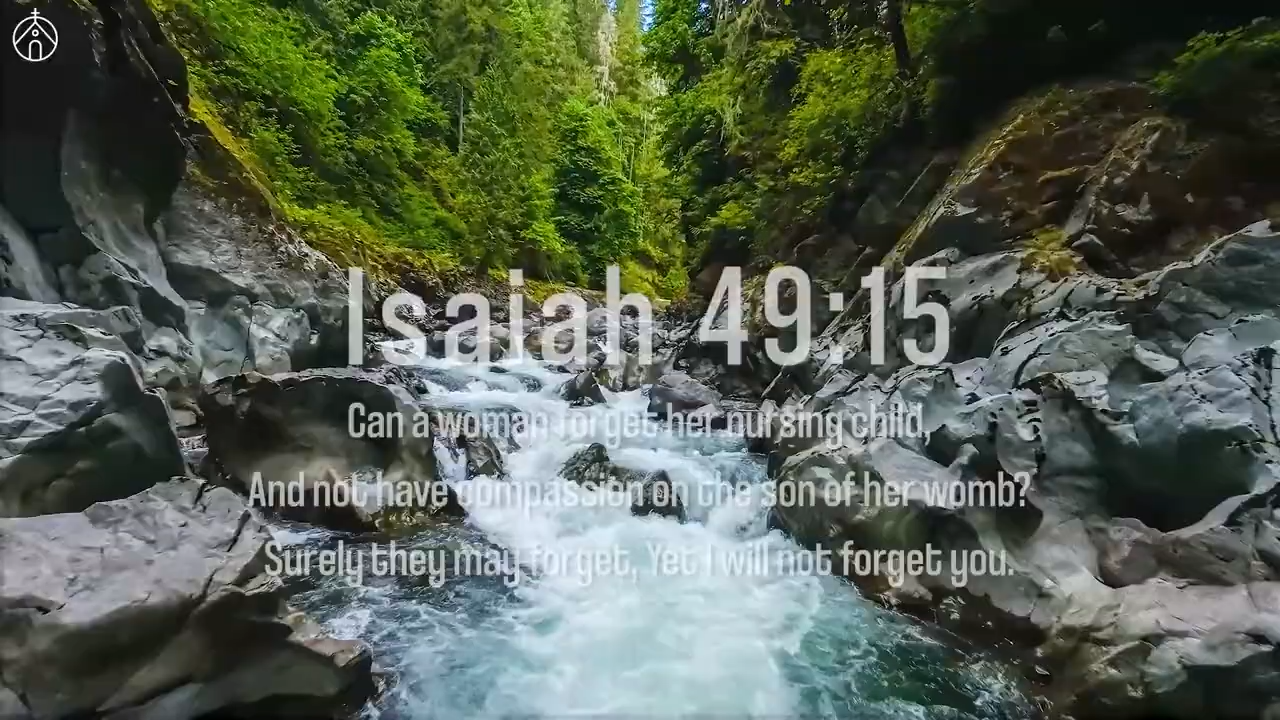 Isaiah 49:15
Can a woman forget her nursing child,
And not have compassion on the son of her womb?
Surely they may forget, Yet I will not forget you.